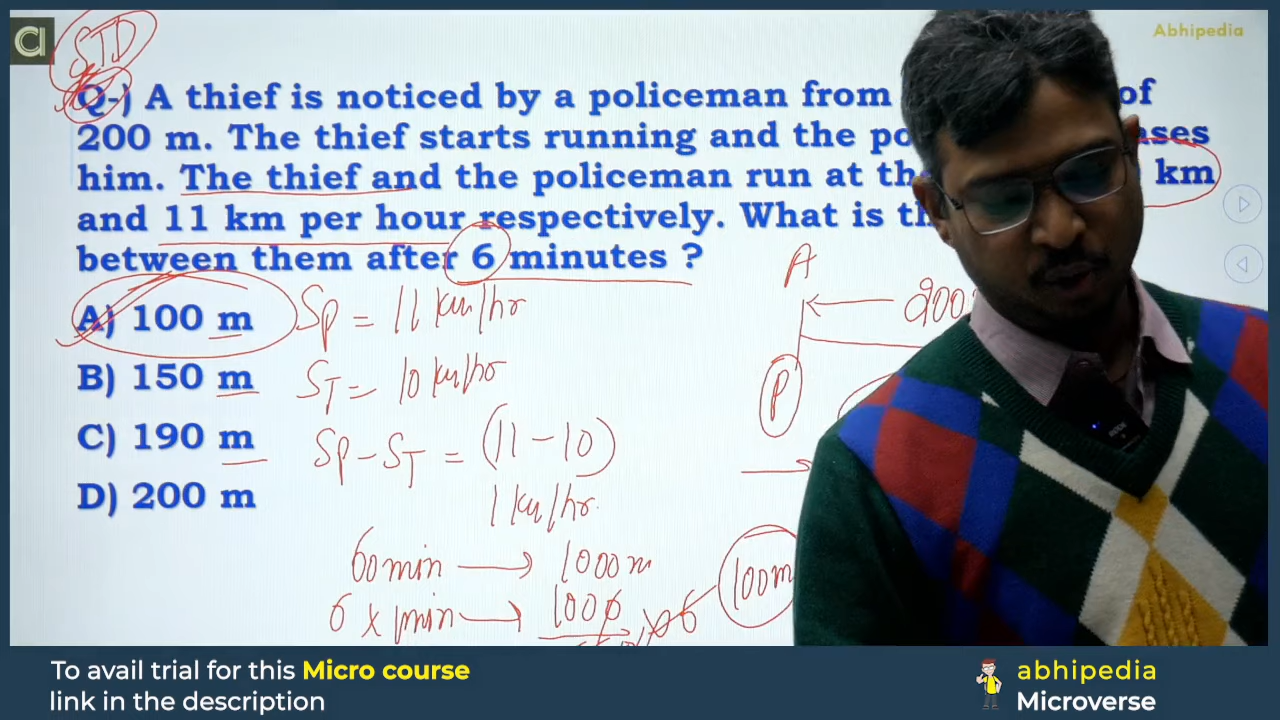 STD
Abhipedia
Q-) A thief is noticed by a policeman from of
200 m. The thief starts running and the
him. The thief and the policeman run at km
and 11 km per hour respectively. What is
between them after 6 minutes ?
A
200
A) 100 m
Sp = 11 km/hr
B) 150 m
ST = 10 km/hr
P
C) 190 m
Sp - ST = (11 - 10)
D) 200 m
1 km/hr.
60 min → 1000 m
100m
6 x 1 min → 1000 x 6
To avail trial for this Micro course
link in the description
abhipedia
Microverse